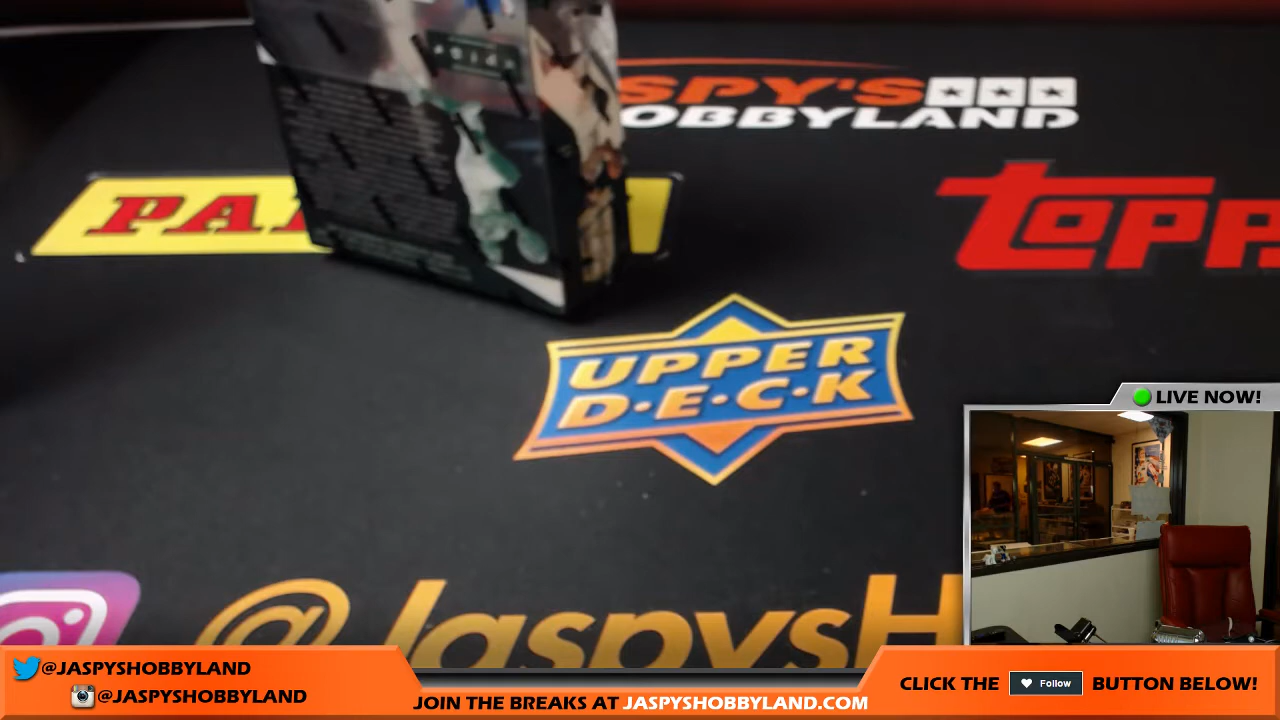 SPY'S
OBBYLAND
PA
TOPP
UPPER
D·E·C·K
LIVE NOW!
@JaspysH
@JASPYSHOBBYLAND
@JASPYSHOBBYLAND
JOIN THE BREAKS AT JASPYSHOBBYLAND.COM
CLICK THE Follow BUTTON BELOW!